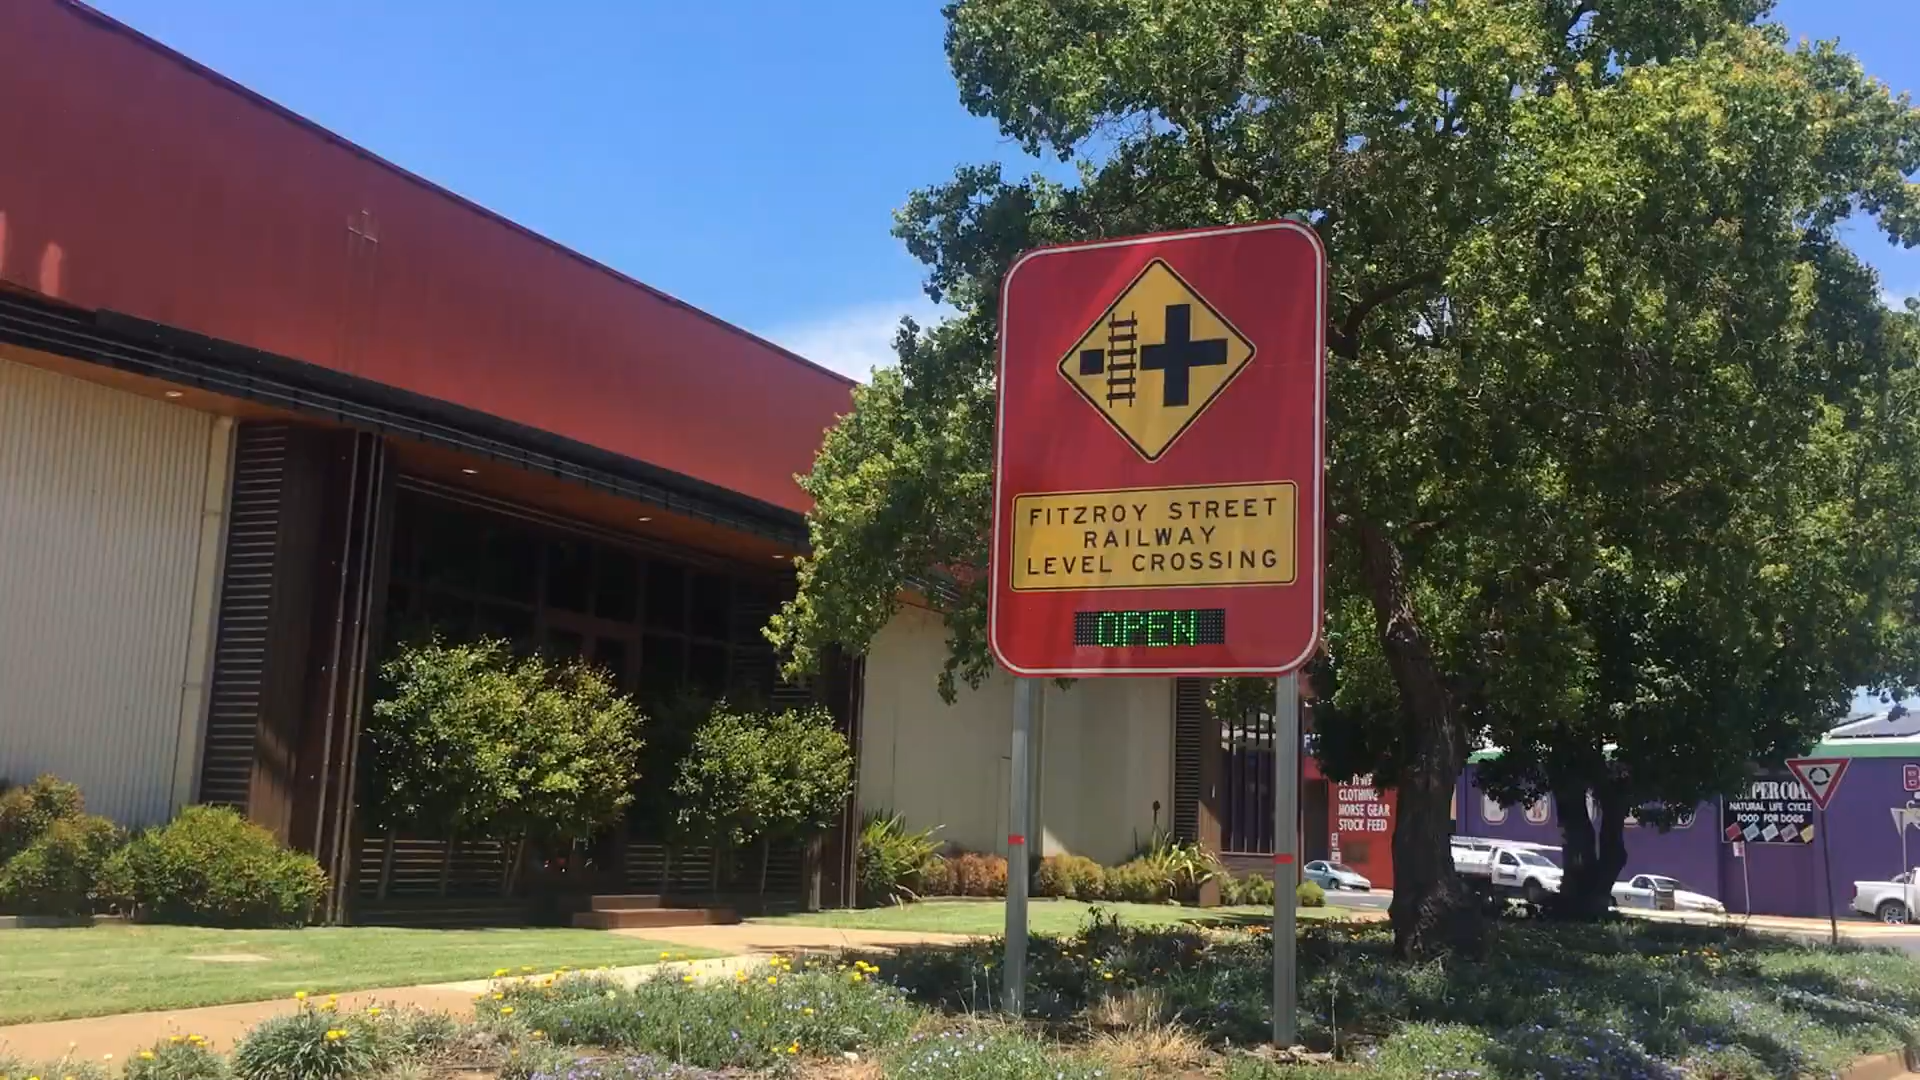 FITZROY STREET
RAILWAY
LEVEL CROSSING
OPEN
CLOTHING
HORSE GEAR
STOCK FEED
NATURAL LIFE CYCLE
FOOD FOR DOGS